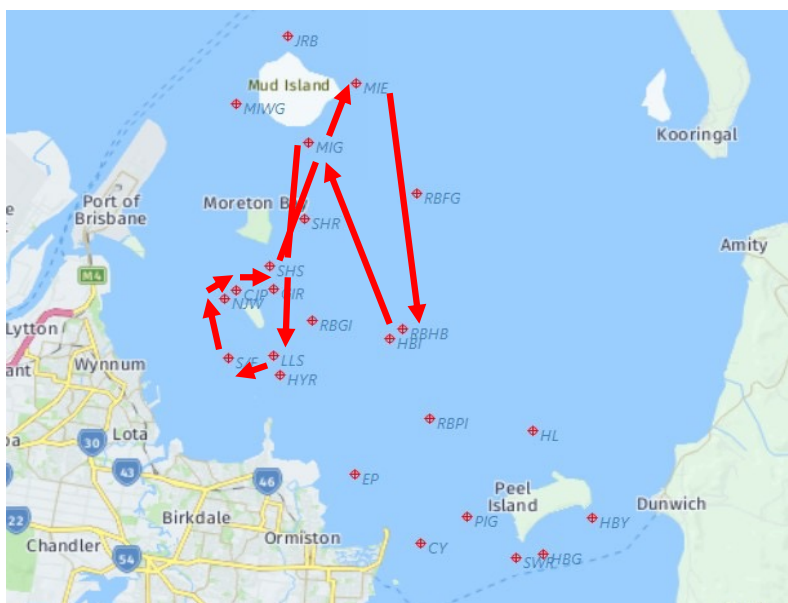 JRB
Mud Island
MIE
MIWG
Kooringal
MIG
Port of
Brisbane
Moreton Bay
RBFG
SHR
Amity
M4
SHS
CJP
GIR
NJW
RBGI
Lytton
RBHB
HBI
LLS
Wynnum
HYR
RBPI
HL
Lota
30
43
46
EP
Peel
Island
Dunwich
22
Birkdale
PIG
HBY
Ormiston
CY
Chandler
54
SWR
HBG